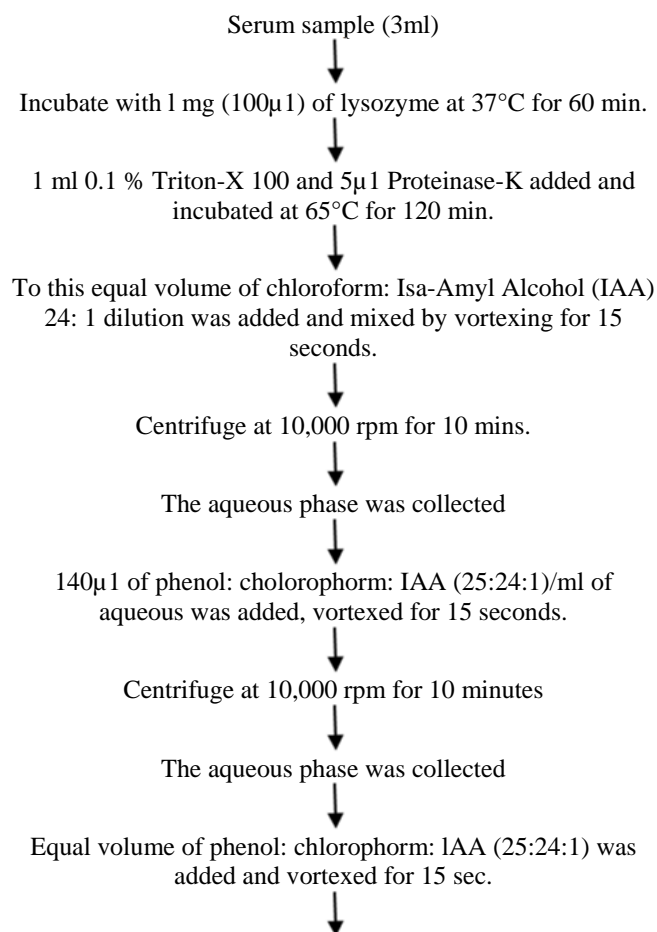 Serum sample (3ml)
Incubate with l mg (100µ1) of lysozyme at 37°C for 60 min.
1 ml 0.1 % Triton-X 100 and 5µ1 Proteinase-K added and
incubated at 65°C for 120 min.
To this equal volume of chloroform: Isa-Amyl Alcohol (IAA)
24: 1 dilution was added and mixed by vortexing for 15
seconds.
Centrifuge at 10,000 rpm for 10 mins.
The aqueous phase was collected
140µ1 of phenol: cholorophorm: IAA (25:24:1)/ml of
aqueous was added, vortexed for 15 seconds.
Centrifuge at 10,000 rpm for 10 minutes
The aqueous phase was collected
Equal volume of phenol: chlorophorm: lAA (25:24:1) was
added and vortexed for 15 sec.